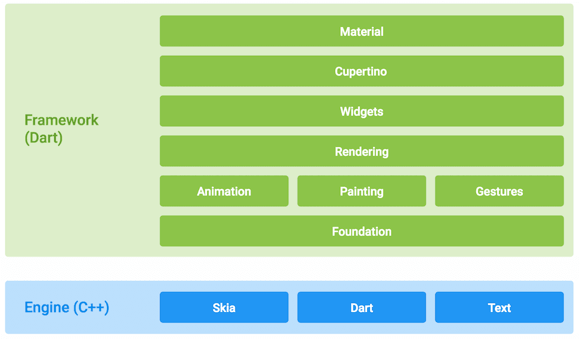 Material
Cupertino
Widgets
Framework
(Dart)
Rendering
Animation Painting Gestures
Foundation
Engine (C++) Skia Dart Text